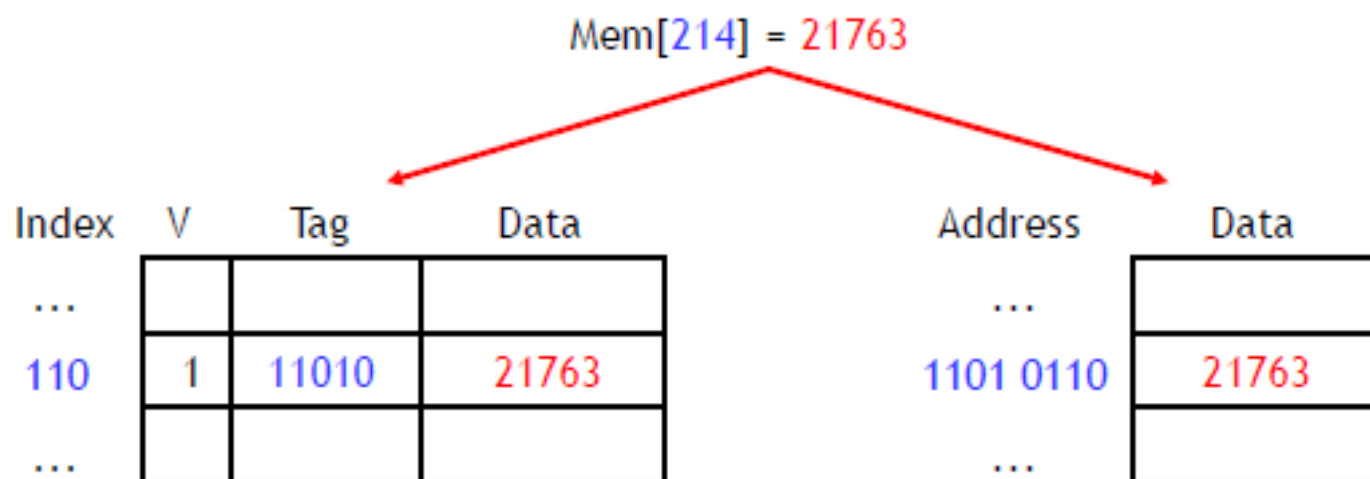 Mem[214] = 21763
Index V Tag Data Address Data
... ...
110 1 11010 21763 1101 0110 21763
... ...